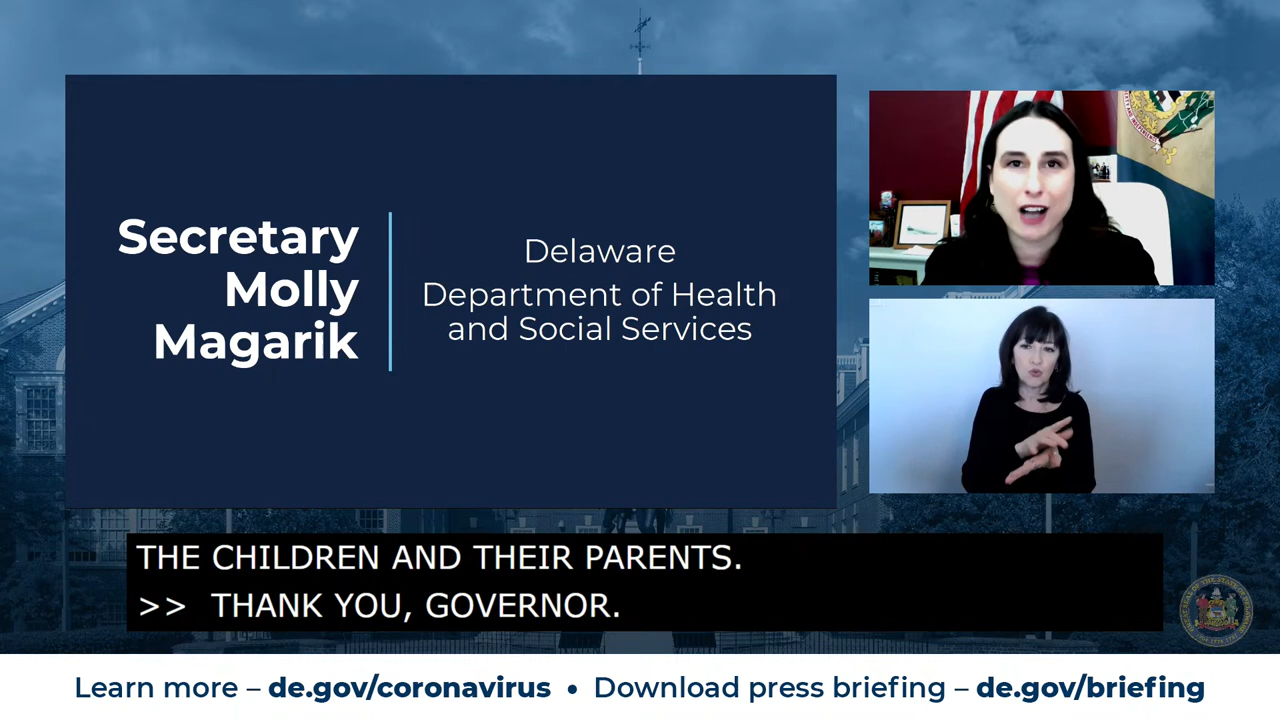 Secretary
Molly
Magarik
Delaware
Department of Health
and Social Services
THE CHILDREN AND THEIR PARENTS.
>> THANK YOU, GOVERNOR.
Learn more – de.gov/coronavirus • Download press briefing – de.gov/briefing